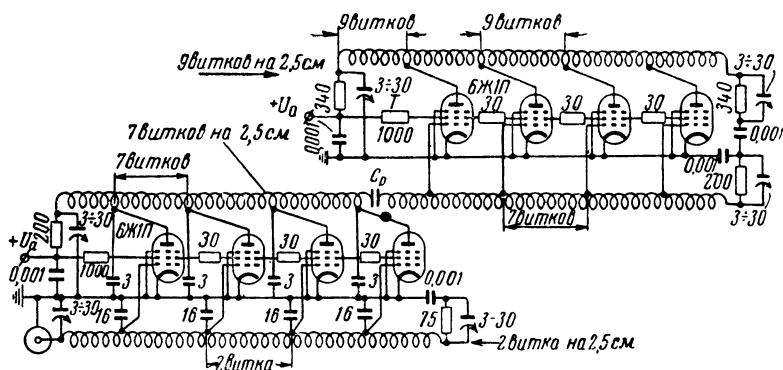 9витков
9витков
9витков на 2,5см
3÷30
340
6Ж1П
+Ua
T
30
30
30
1000
0,001
3÷30
340
0,001
7витков на 2,5см
7витков
Cp
0,001
200
7витков
3÷30
3÷30
200
6Ж1П
+Ua
30
30
30
1000
0,001
3
3
3
0,001
3÷30
16
16
16
16
75
3-30
2витка
2витка на 2,5см